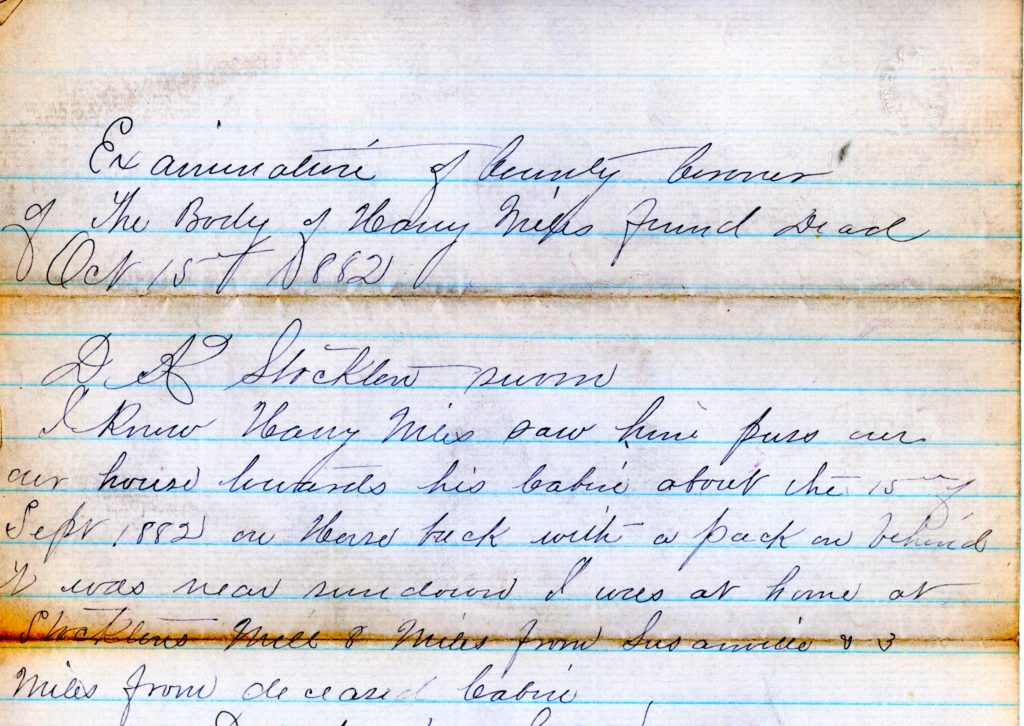 Examination of County Coroner
of The Body of Harry Miles found Dead
Oct 15th 1882
D Stockton sworn
I Knew Harry Miles saw him pass
our house towards his Cabin about the 15th of
Sept 1882 on Horse back with a pack on behind
It was near sundown I was at home at
Stocktons Mill 8 Miles from Susanville & 3
Miles from deceased Cabin